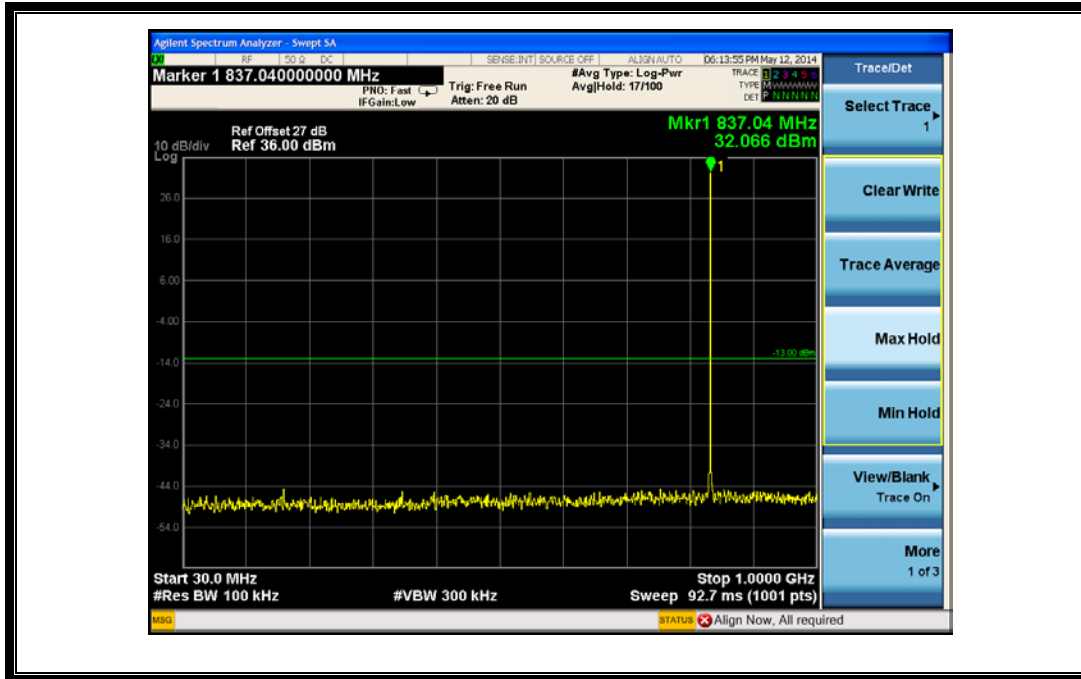 Agilent Spectrum Analyzer - Swept SA
RF 50 Ω DC SENSE:INT SOURCE OFF ALIGN AUTO 06:13:55 PM May 12, 2014
Marker 1 837.040000000 MHz
PNO: Fast
IFGain:Low
Trig: Free Run
Atten: 20 dB
#Avg Type: Log-Pwr
Avg|Hold: 17/100
TRACE 1 2 3 4 5 6
TYPE M WWWWW
DET P N N N N N
Ref Offset 27 dB
Ref 36.00 dBm
10 dB/div
Log
Mkr1 837.04 MHz
32.066 dBm
1
26.0
16.0
6.00
-4.00
-13.00 dBm
-14.0
-24.0
-34.0
-44.0
-54.0
Start 30.0 MHz
Stop 1.0000 GHz
#Res BW 100 kHz
#VBW 300 kHz
Sweep 92.7 ms (1001 pts)
MSG
STATUS Align Now, All required
Trace/Det
Select Trace
1
Clear Write
Trace Average
Max Hold
Min Hold
View/Blank
Trace On
More
1 of 3